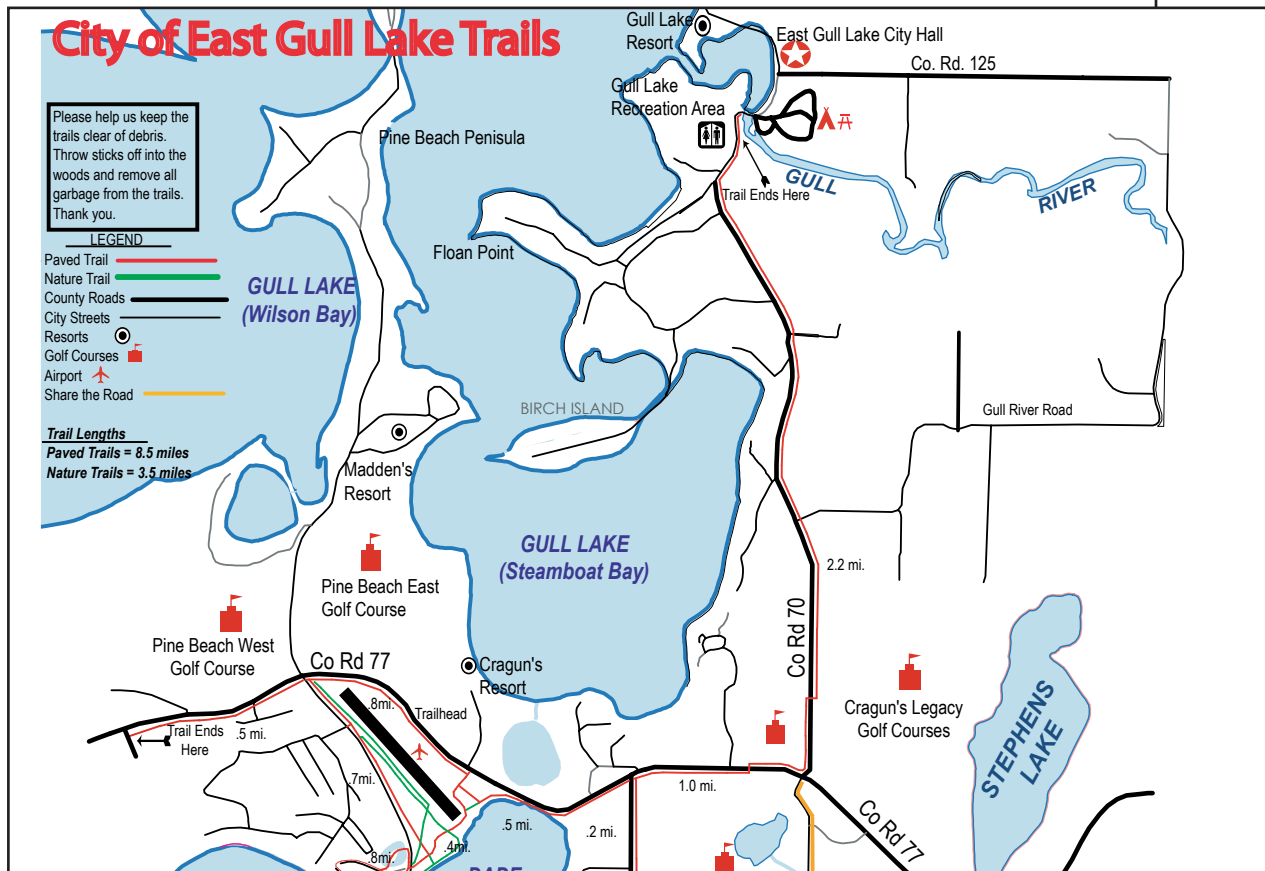 City of East Gull Lake Trails
Gull Lake
Resort
East Gull Lake City Hall
Co. Rd. 125
Gull Lake
Recreation Area
Please help us keep the
trails clear of debris.
Throw sticks off into the
woods and remove all
garbage from the trails.
Thank you.
Pine Beach Penisula
Trail Ends Here
GULL
RIVER
LEGEND
Paved Trail
Nature Trail
County Roads
City Streets
Resorts
Golf Courses
Airport
Share the Road
Floan Point
GULL LAKE
(Wilson Bay)
Trail Lengths
Paved Trails = 8.5 miles
Nature Trails = 3.5 miles
BIRCH ISLAND
Gull River Road
Madden's
Resort
GULL LAKE
(Steamboat Bay)
2.2 mi.
Pine Beach East
Golf Course
Co Rd 70
Pine Beach West
Golf Course
Co Rd 77
Cragun's
Resort
Cragun's Legacy
Golf Courses
STEPHENS
LAKE
.8mi.
Trailhead
Trail Ends
Here
.5 mi.
.7mi.
1.0 mi.
.5 mi.
.2 mi.
Co Rd 77
.4mi.
.8mi.